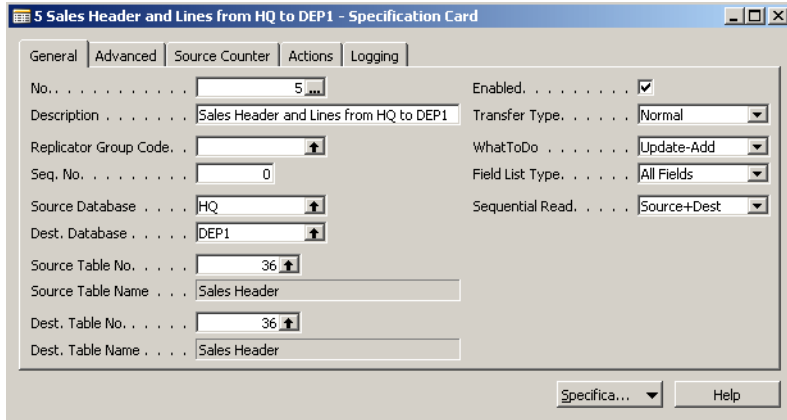 5 Sales Header and Lines from HQ to DEP1 - Specification Card
General Advanced Source Counter Actions Logging
No.. . . . . . . . . . . 5 ...
Description . . . . . . . Sales Header and Lines from HQ to DEP1
Replicator Group Code. .
Seq. No. . . . . . . . . 0
Source Database . . . . HQ
Dest. Database . . . . . DEP1
Source Table No. . . . . 36
Source Table Name . . . Sales Header
Dest. Table No. . . . . . 36
Dest. Table Name . . . . Sales Header
Enabled. . . . . . . . .
Transfer Type. . . . . . Normal
WhatToDo . . . . . . . Update-Add
Field List Type. . . . . . All Fields
Sequential Read. . . . . Source+Dest
Specifica... Help